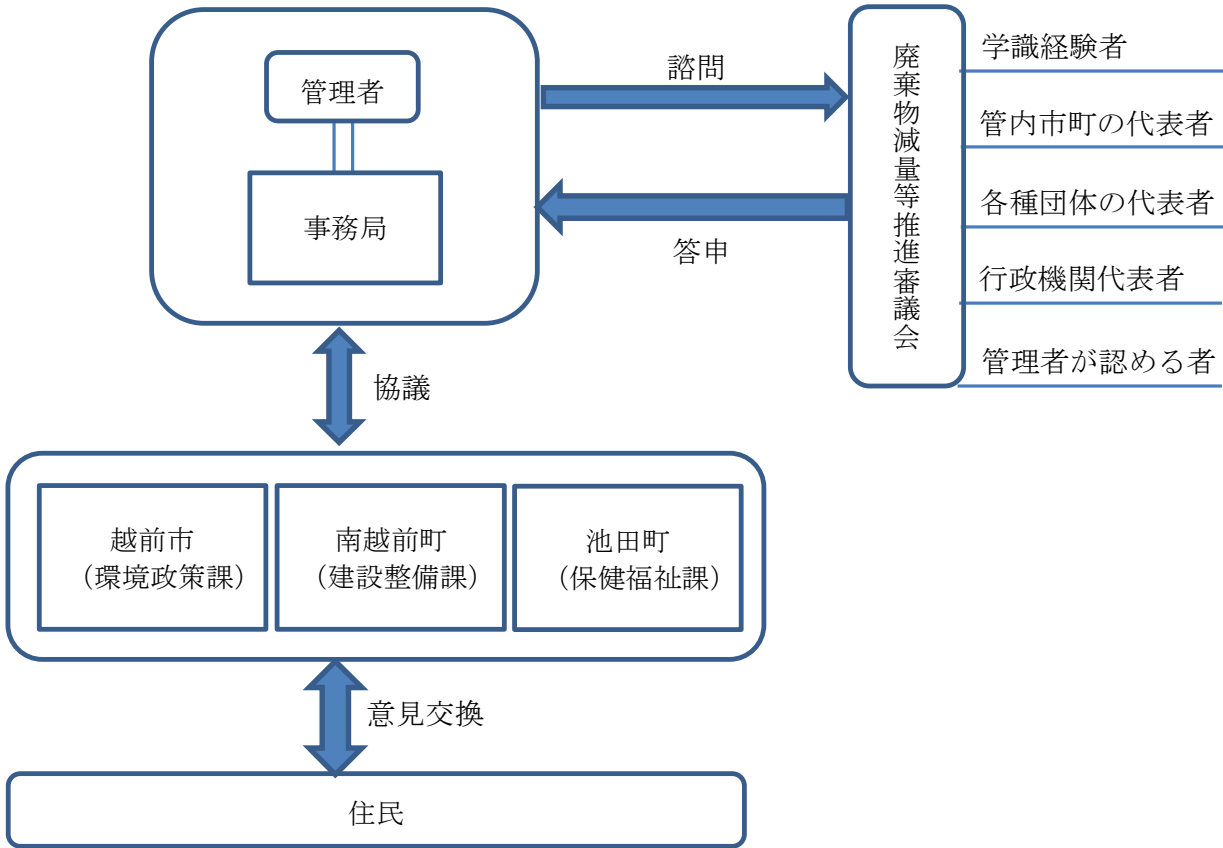 管理者
事務局
諮問
答申
廃棄物減量等推進審議会
学識経験者
管内市町の代表者
各種団体の代表者
行政機関代表者
管理者が認める者
協議
越前市
（環境政策課）
南越前町
（建設整備課）
池田町
（保健福祉課）
意見交換
住民